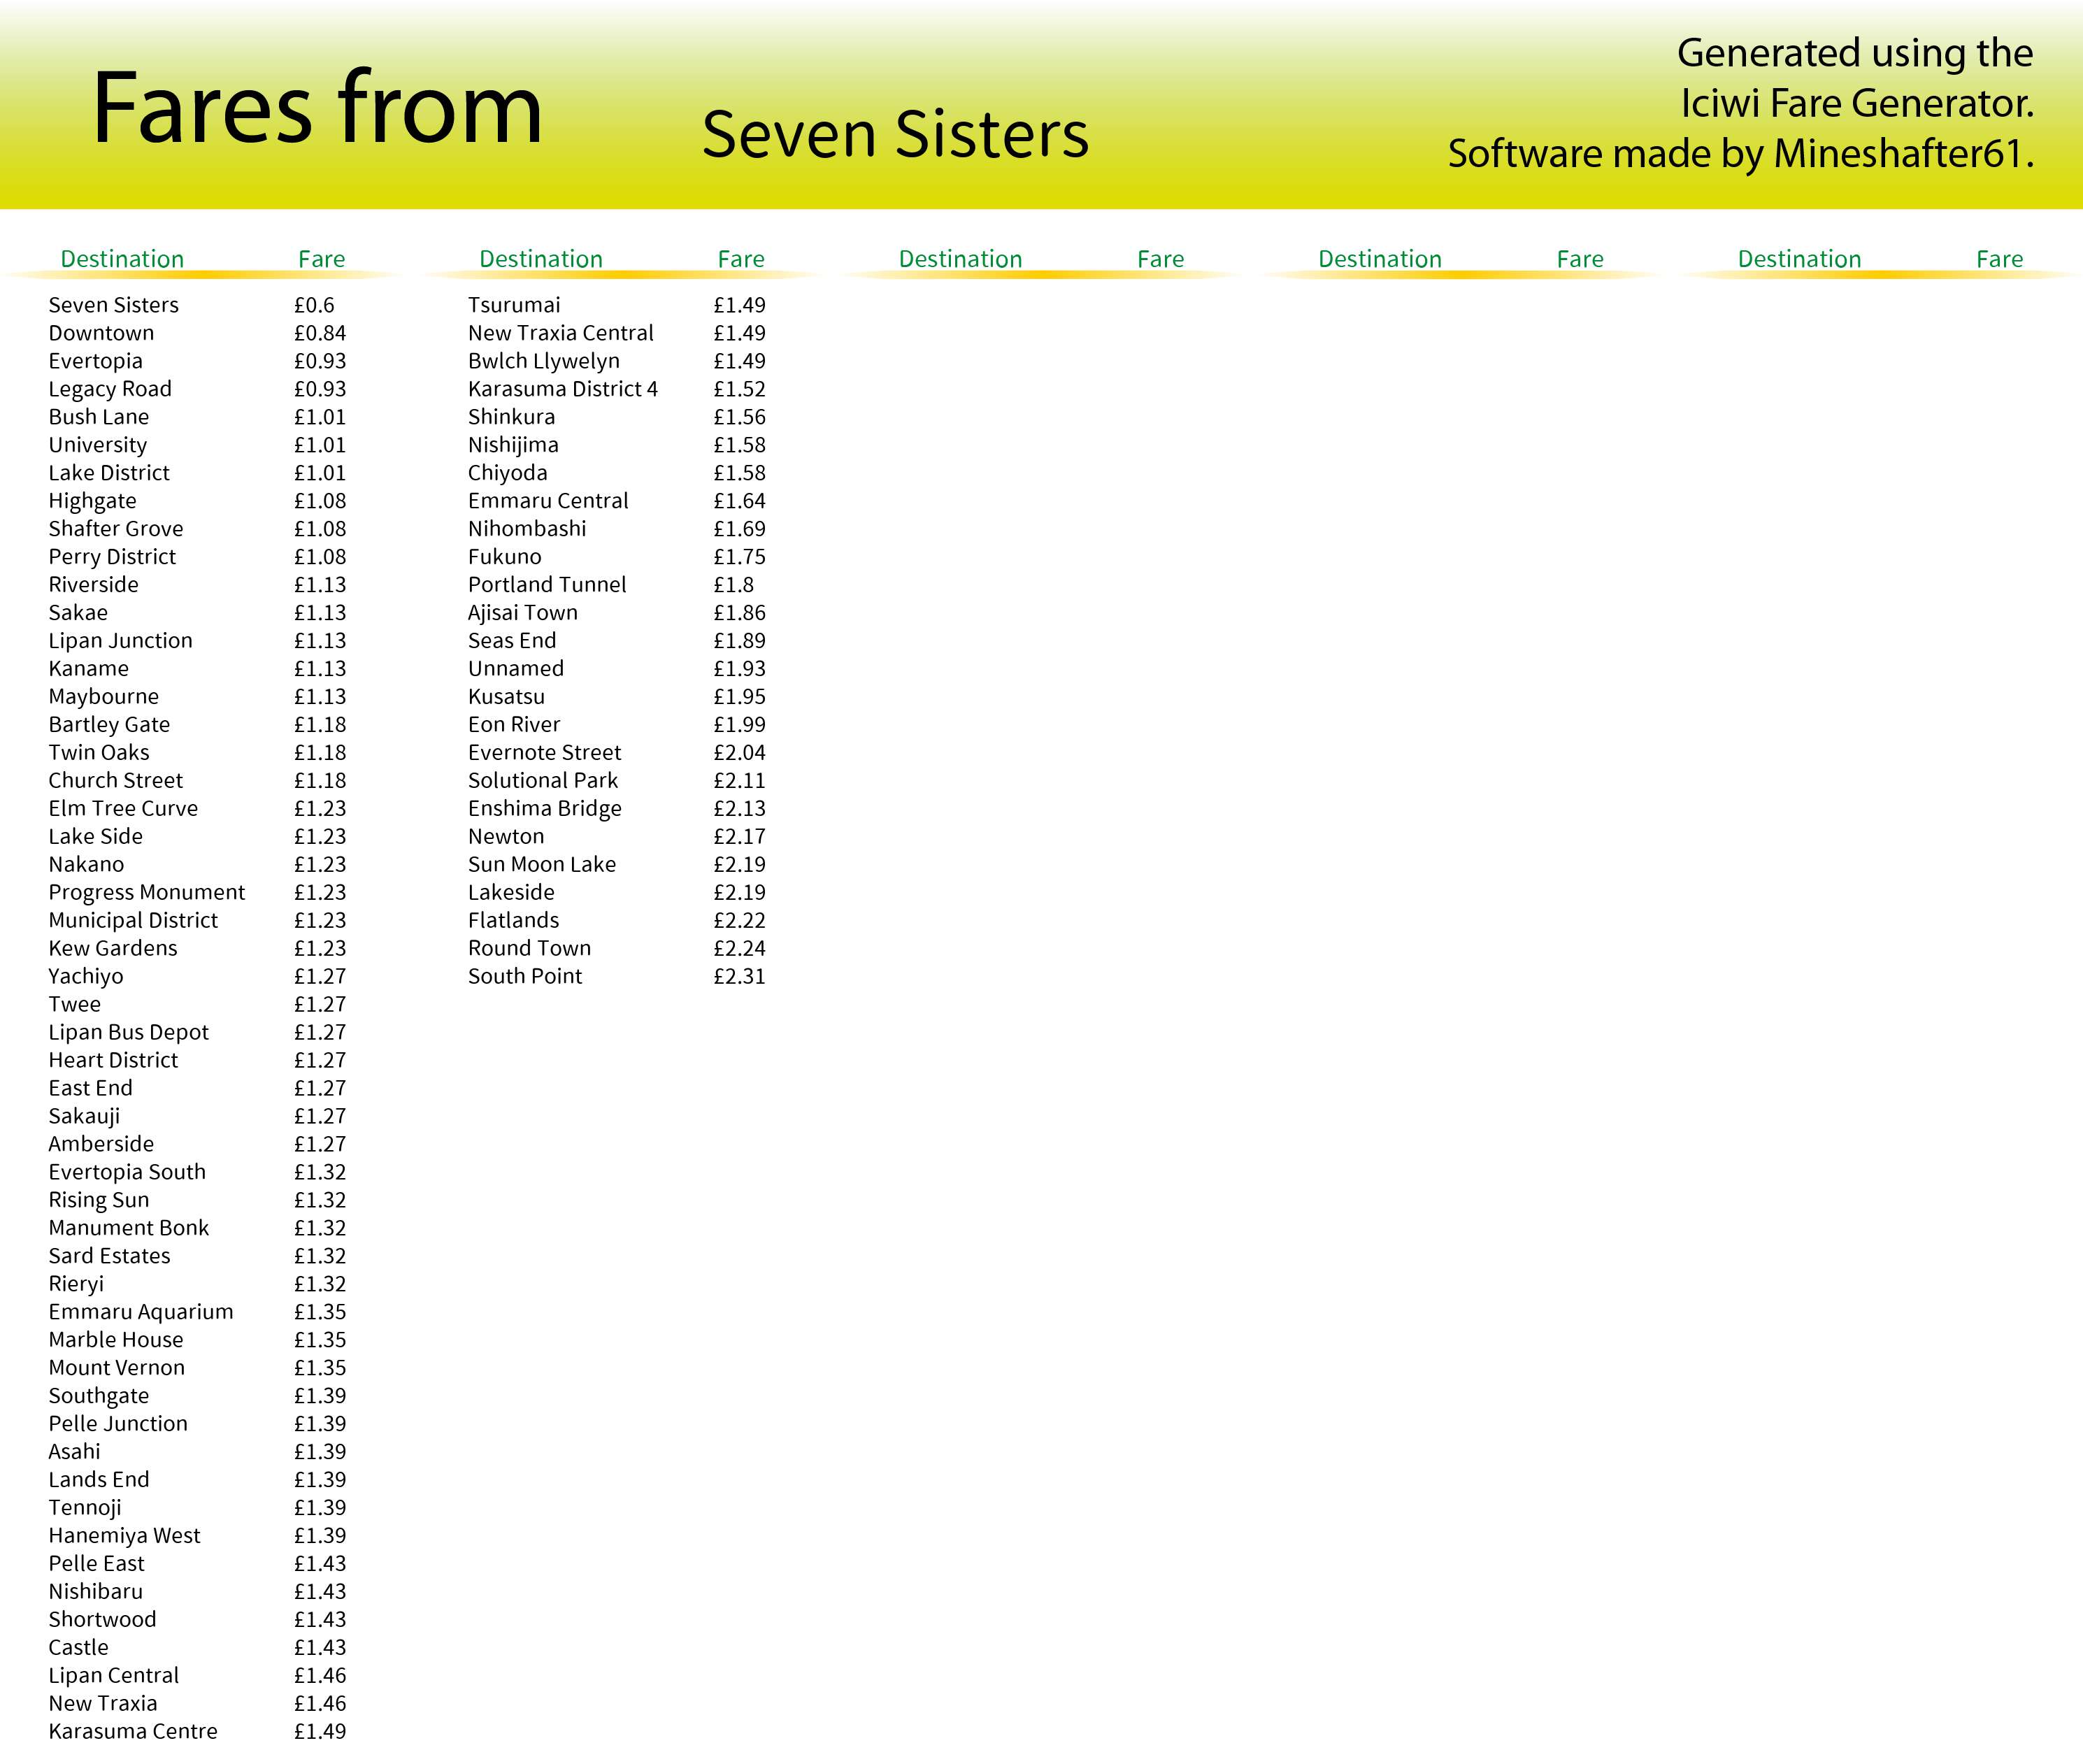 Fares from
Seven Sisters
Generated using the
Iciwi Fare Generator.
Software made by Mineshafter61.
Destination Fare
Seven Sisters £0.6
Downtown £0.84
Evertopia £0.93
Legacy Road £0.93
Bush Lane £1.01
University £1.01
Lake District £1.01
Highgate £1.08
Shafter Grove £1.08
Perry District £1.08
Riverside £1.13
Sakae £1.13
Lipan Junction £1.13
Kaname £1.13
Maybourne £1.13
Bartley Gate £1.18
Twin Oaks £1.18
Church Street £1.18
Elm Tree Curve £1.23
Lake Side £1.23
Nakano £1.23
Progress Monument £1.23
Municipal District £1.23
Kew Gardens £1.23
Yachiyo £1.27
Twee £1.27
Lipan Bus Depot £1.27
Heart District £1.27
East End £1.27
Sakauji £1.27
Amberside £1.27
Evertopia South £1.32
Rising Sun £1.32
Manument Bonk £1.32
Sard Estates £1.32
Rieryi £1.32
Emmaru Aquarium £1.35
Marble House £1.35
Mount Vernon £1.35
Southgate £1.39
Pelle Junction £1.39
Asahi £1.39
Lands End £1.39
Tennoji £1.39
Hanemiya West £1.39
Pelle East £1.43
Nishibaru £1.43
Shortwood £1.43
Castle £1.43
Lipan Central £1.46
New Traxia £1.46
Karasuma Centre £1.49
Destination Fare
Tsurumai £1.49
New Traxia Central £1.49
Bwlch Llywelyn £1.49
Karasuma District 4 £1.52
Shinkura £1.56
Nishijima £1.58
Chiyoda £1.58
Emmaru Central £1.64
Nihombashi £1.69
Fukuno £1.75
Portland Tunnel £1.8
Ajisai Town £1.86
Seas End £1.89
Unnamed £1.93
Kusatsu £1.95
Eon River £1.99
Evernote Street £2.04
Solutional Park £2.11
Enshima Bridge £2.13
Newton £2.17
Sun Moon Lake £2.19
Lakeside £2.19
Flatlands £2.22
Round Town £2.24
South Point £2.31
Destination Fare
Destination Fare
Destination Fare